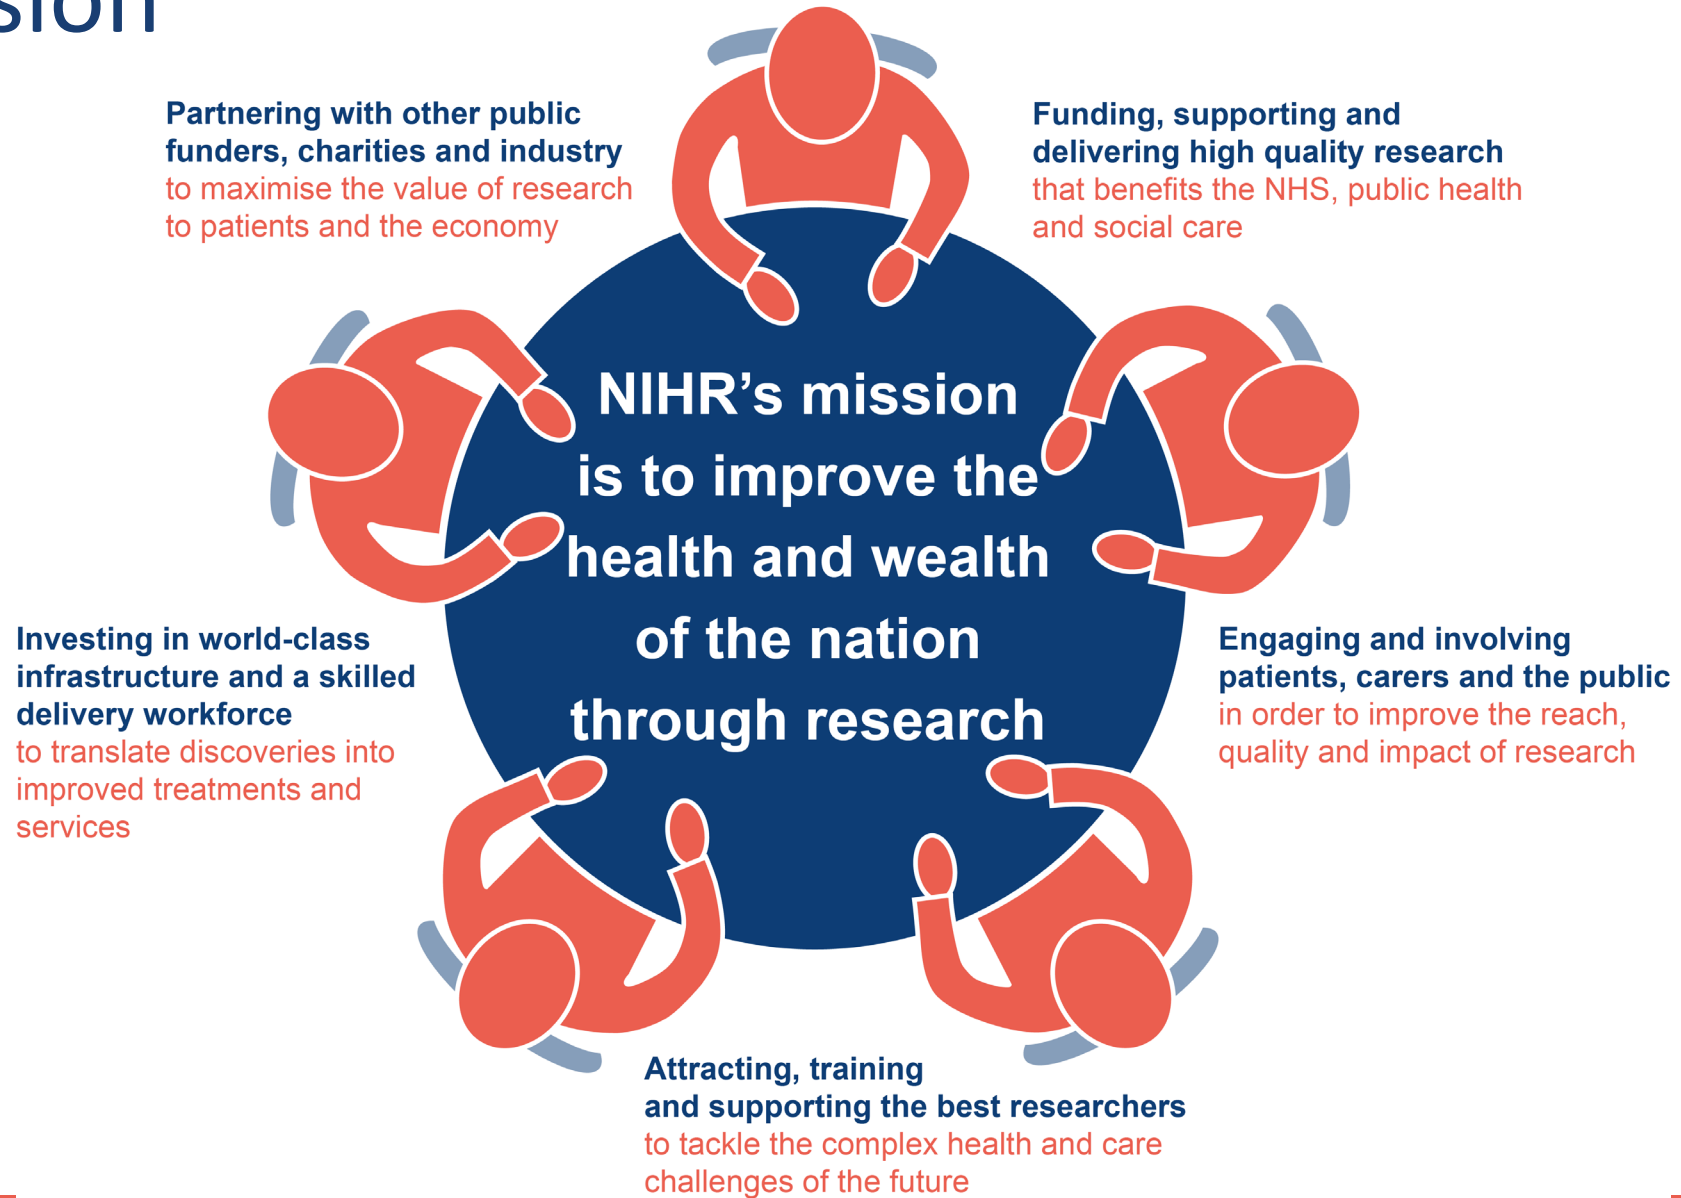 Partnering with other public
funders, charities and industry
to maximise the value of research
to patients and the economy
Funding, supporting and
delivering high quality research
that benefits the NHS, public health
and social care
NIHR’s mission
is to improve the
health and wealth
of the nation
through research
Investing in world-class
infrastructure and a skilled
delivery workforce
to translate discoveries into
improved treatments and
services
Engaging and involving
patients, carers and the public
in order to improve the reach,
quality and impact of research
Attracting, training
and supporting the best researchers
to tackle the complex health and care
challenges of the future